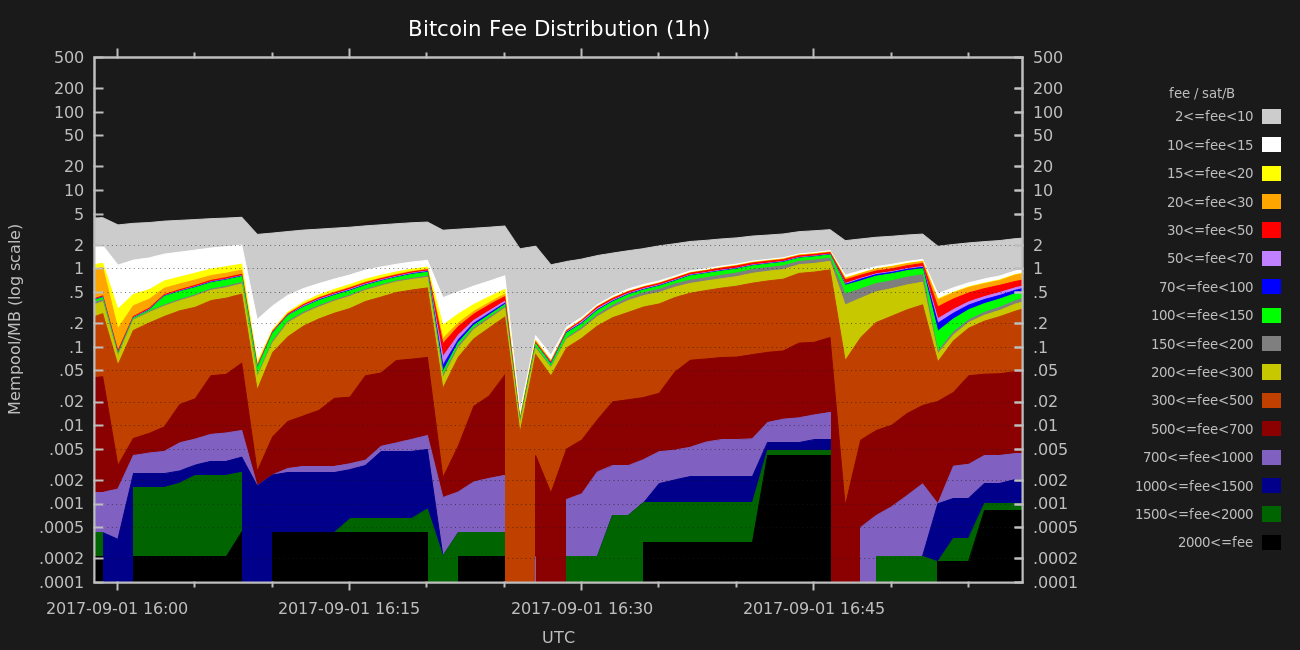 Bitcoin Fee Distribution (1h)
500 500
200 200
100 100
50 50
20 20
10 10
5 5
2 2
1 1
.5 .5
.2 .2
.1 .1
.05 .05
.02 .02
.01 .01
.005 .005
.002 .002
.001 .001
.0005 .0005
.0002 .0002
.0001 .0001
Mempool/MB (log scale)
2017-09-01 16:00 2017-09-01 16:15 2017-09-01 16:30 2017-09-01 16:45
UTC
fee / sat/B
2<=fee<10
10<=fee<15
15<=fee<20
20<=fee<30
30<=fee<50
50<=fee<70
70<=fee<100
100<=fee<150
150<=fee<200
200<=fee<300
300<=fee<500
500<=fee<700
700<=fee<1000
1000<=fee<1500
1500<=fee<2000
2000<=fee